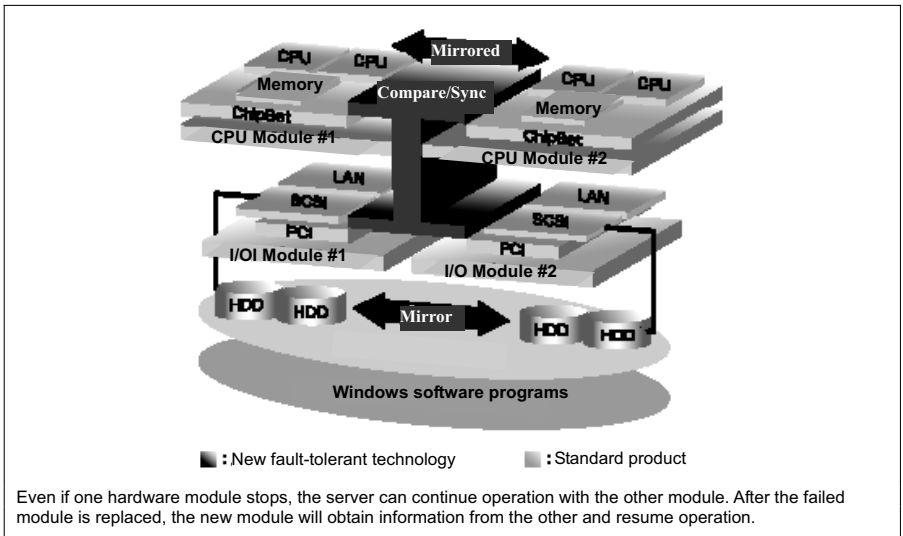 Mirrored
CPU CPU
CPU CPU
Memory
Compare/Sync
Memory
ChipSet
CPU Module #1
ChipSet
CPU Module #2
LAN
LAN
SCSI
SCSI
PCI
PCI
I/OI Module #1
I/O Module #2
HDD HDD
Mirror
HDD HDD
Windows software programs
: New fault-tolerant technology
: Standard product
Even if one hardware module stops, the server can continue operation with the other module. After the failed
module is replaced, the new module will obtain information from the other and resume operation.